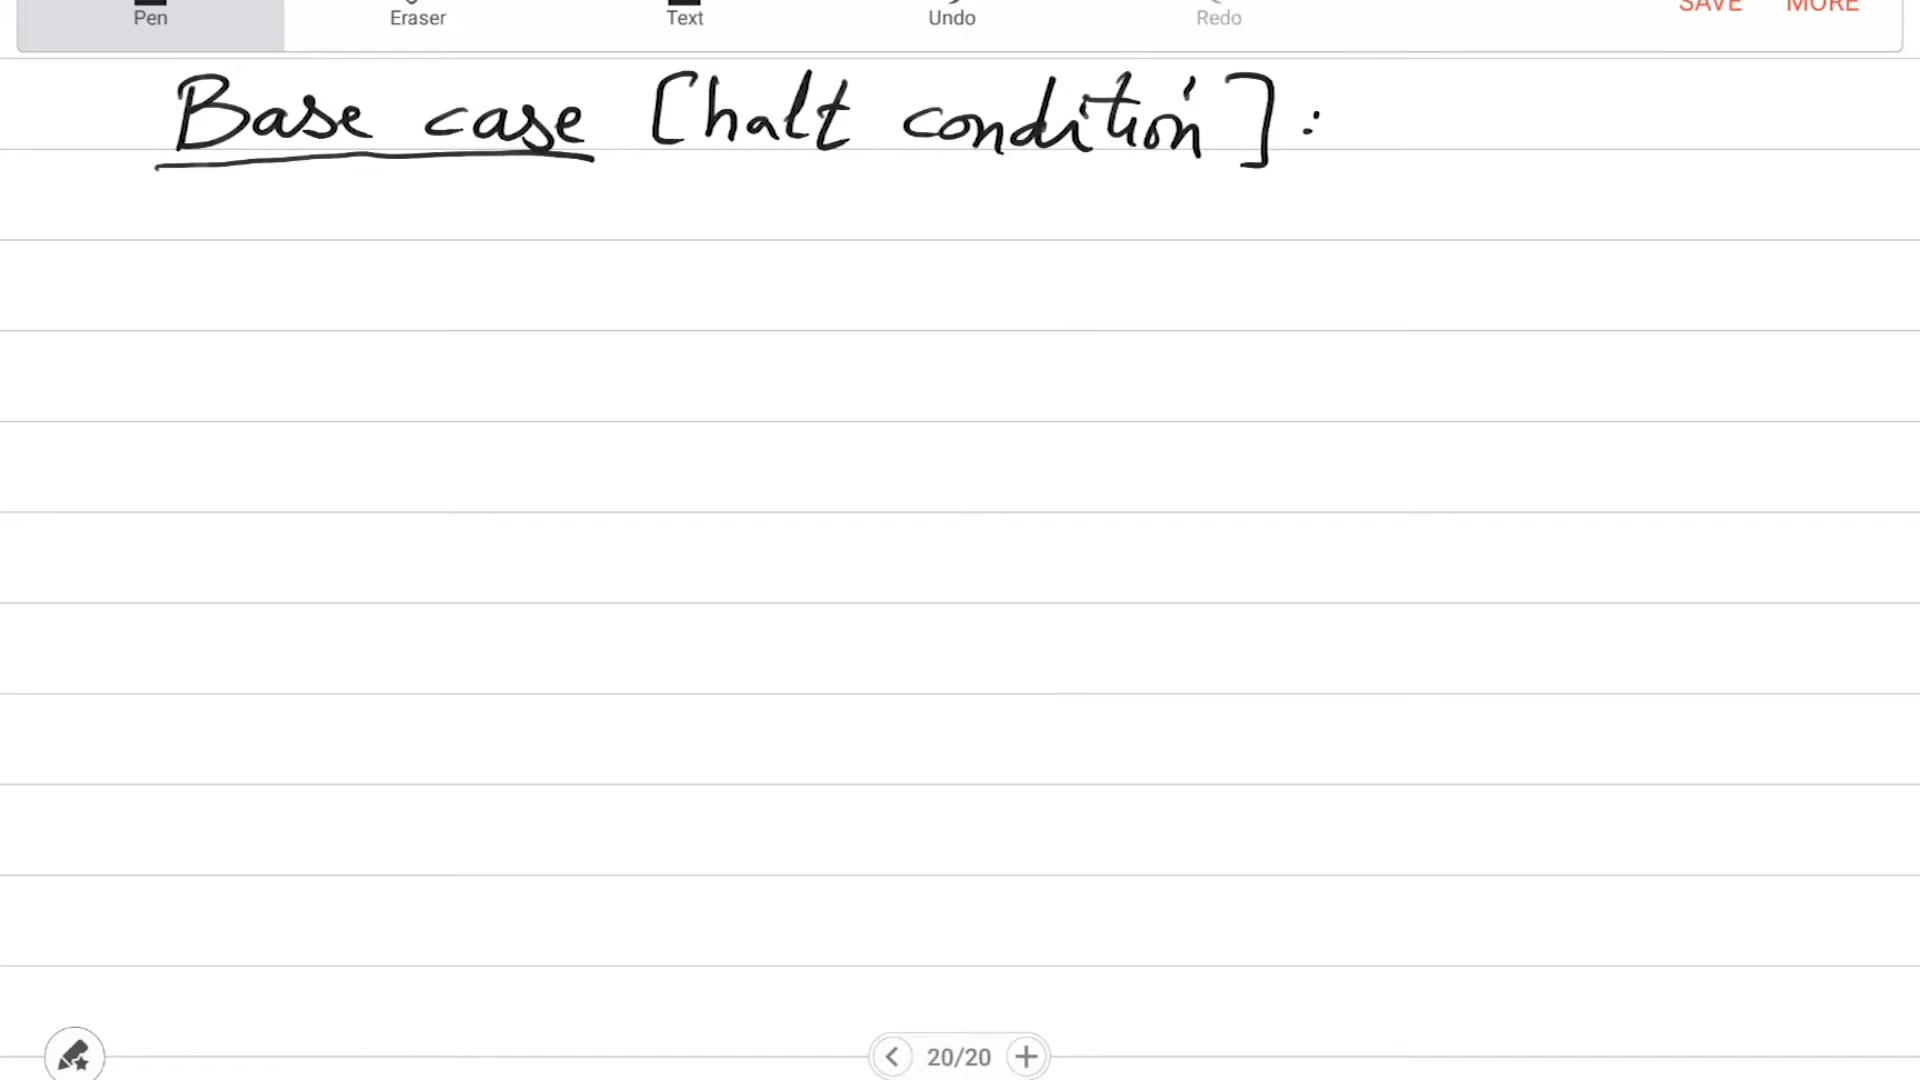 Pen Eraser Text Undo Redo SAVE MORE
Base case [halt condition]:
20/20